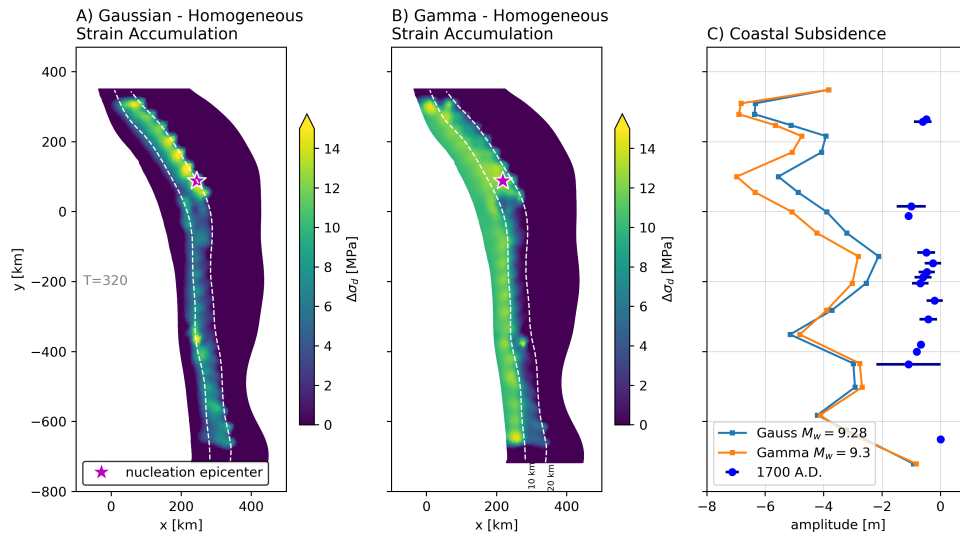 A) Gaussian - Homogeneous
Strain Accumulation
B) Gamma - Homogeneous
Strain Accumulation
C) Coastal Subsidence
400
200
0
−200
−400
−600
−800
y [km]
T=320
nucleation epicenter
0
200
400
x [km]
14
12
10
8
6
4
2
0
Δσd [MPa]
10 km
20 km
0
200
400
x [km]
14
12
10
8
6
4
2
0
Δσd [MPa]
Gauss Mw = 9.28
Gamma Mw = 9.3
1700 A.D.
−8
−6
−4
−2
0
amplitude [m]